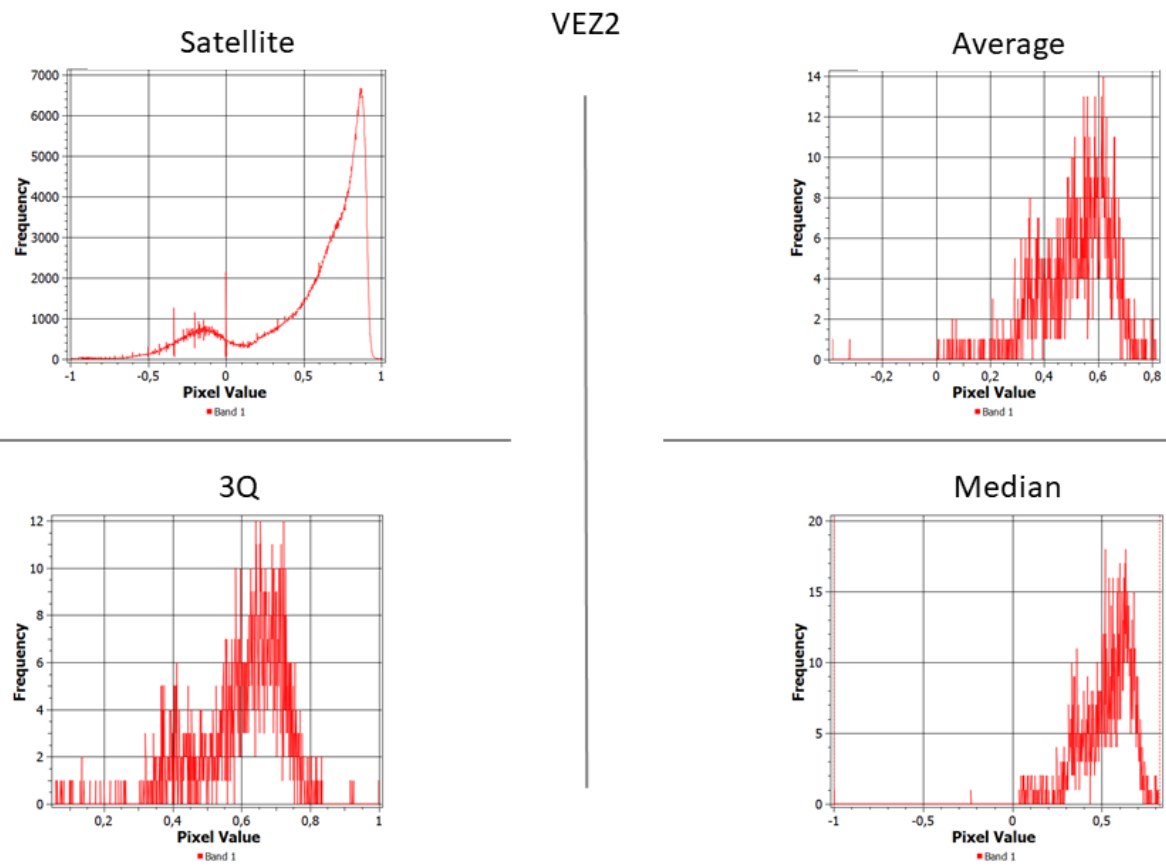 VEZ2
Satellite
7000
6000
5000
4000
3000
2000
1000
0
Frequency
-1 -0,5 0 0,5 1
Pixel Value
Band 1
Average
14
12
10
8
6
4
2
0
Frequency
-0,2 0 0,2 0,4 0,6 0,8
Pixel Value
Band 1
3Q
12
10
8
6
4
2
0
Frequency
0,2 0,4 0,6 0,8 1
Pixel Value
Band 1
Median
20
15
10
5
0
Frequency
-1 -0,5 0 0,5
Pixel Value
Band 1